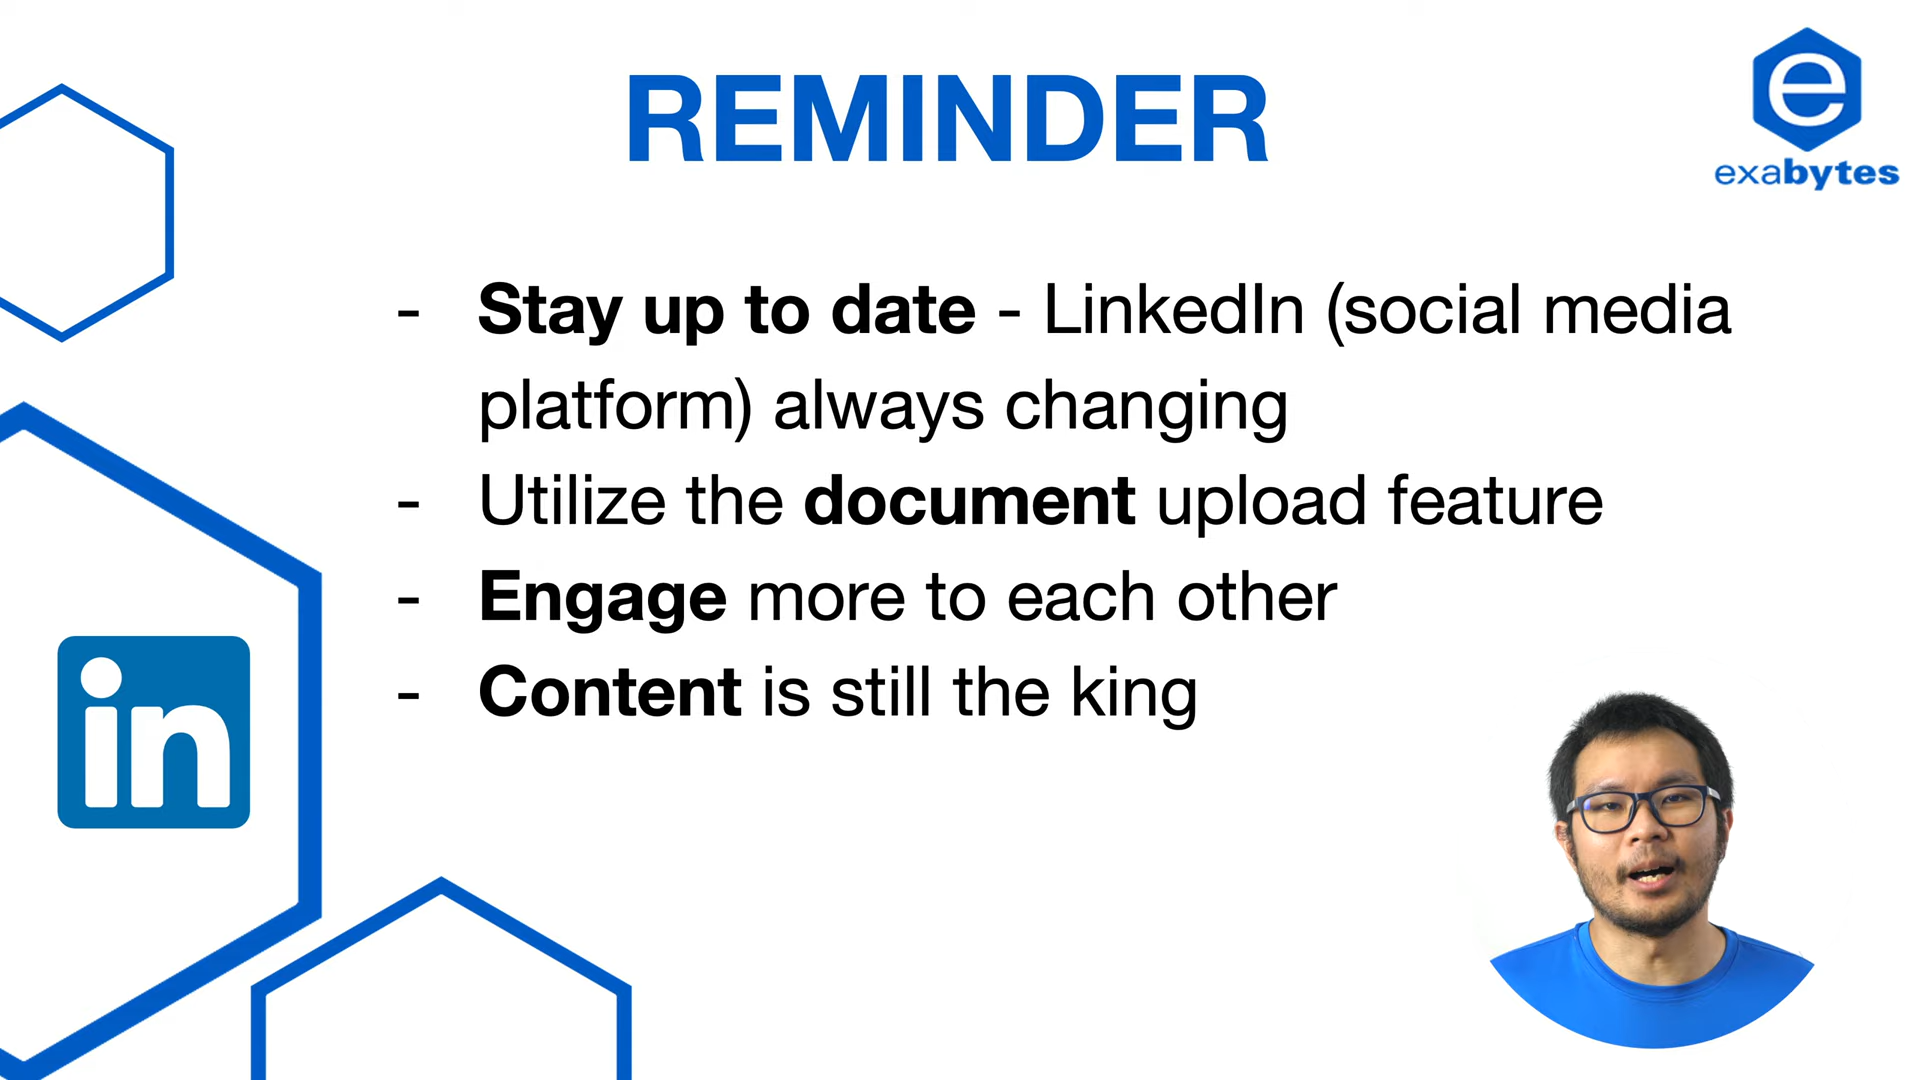 REMINDER
e
exabytes
- Stay up to date - LinkedIn (social media
platform) always changing
- Utilize the document upload feature
- Engage more to each other
- Content is still the king
in